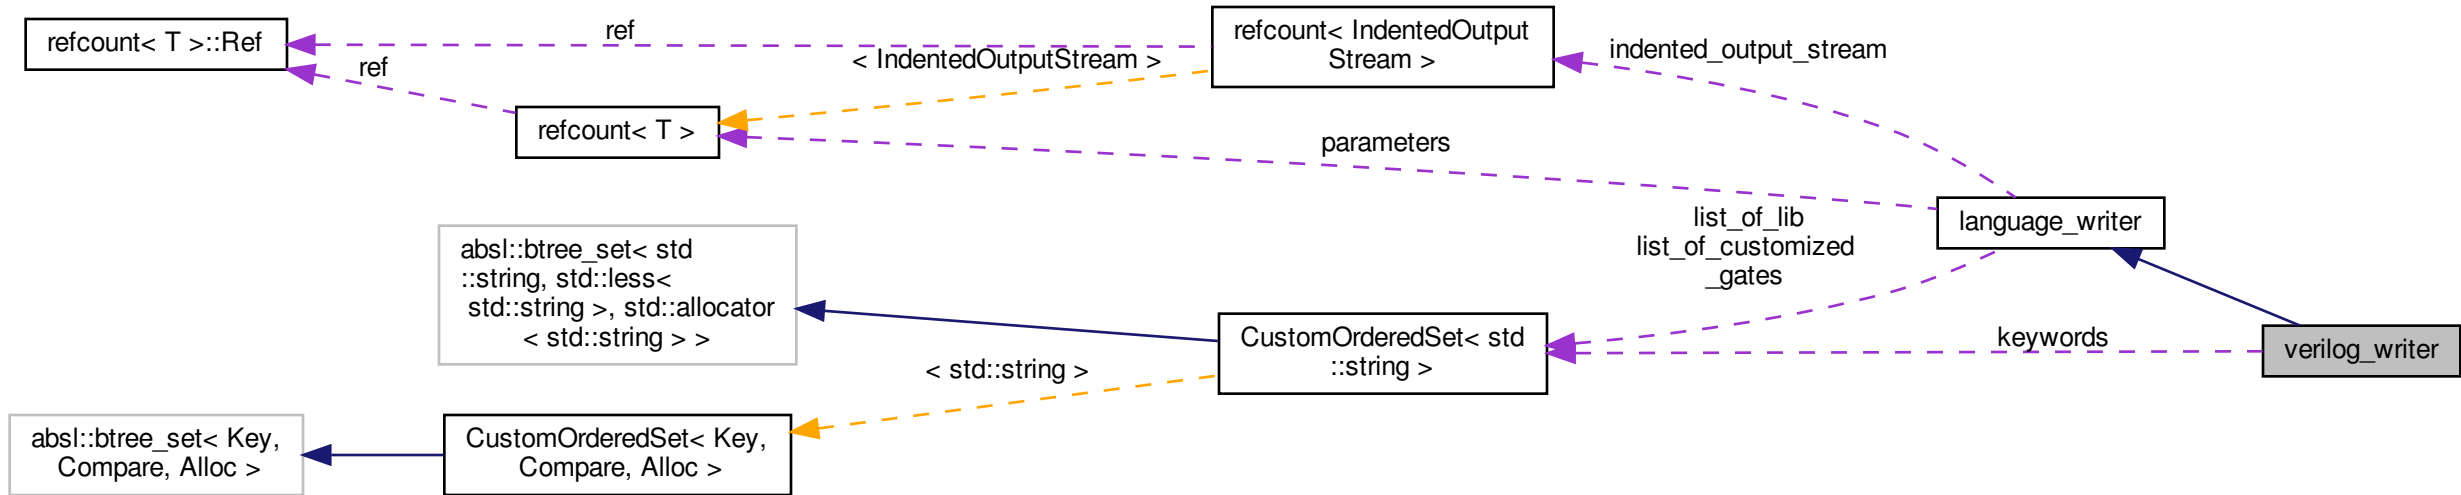 refcount< T >::Ref
ref
refcount< IndentedOutput
Stream >
indented_output_stream
< IndentedOutputStream >
ref
refcount< T >
parameters
language_writer
list_of_lib
list_of_customized
_gates
absl::btree_set< std
::string, std::less<
std::string >, std::allocator
< std::string > >
CustomOrderedSet< std
::string >
keywords
verilog_writer
< std::string >
absl::btree_set< Key,
Compare, Alloc >
CustomOrderedSet< Key,
Compare, Alloc >